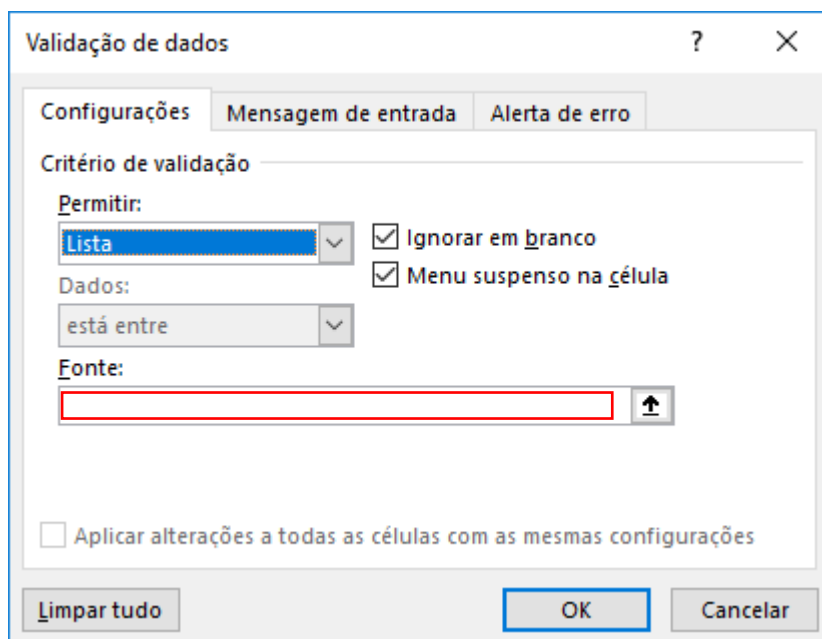 Validação de dados ?
Configurações Mensagem de entrada Alerta de erro
Critério de validação
Permitir:
Lista
Ignorar em branco
Menu suspenso na célula
Dados:
está entre
Fonte:
Aplicar alterações a todas as células com as mesmas configurações
Limpar tudo OK Cancelar